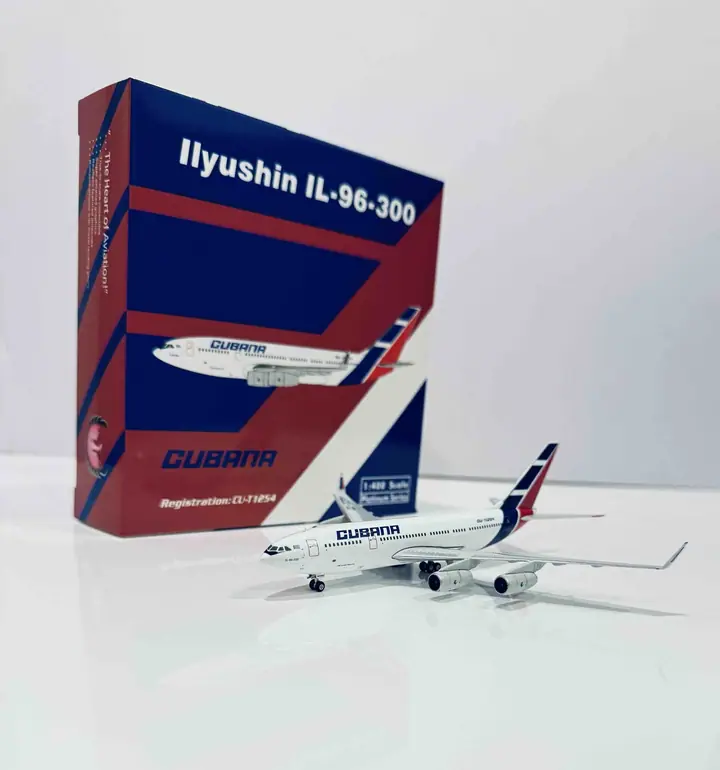 Ilyushin IL-96-300
CUBANA
CUBANA
Registration: CU-T1254
1:400 Scale
Platinum Series
"...The Heart of Aviation!"
CUBANA